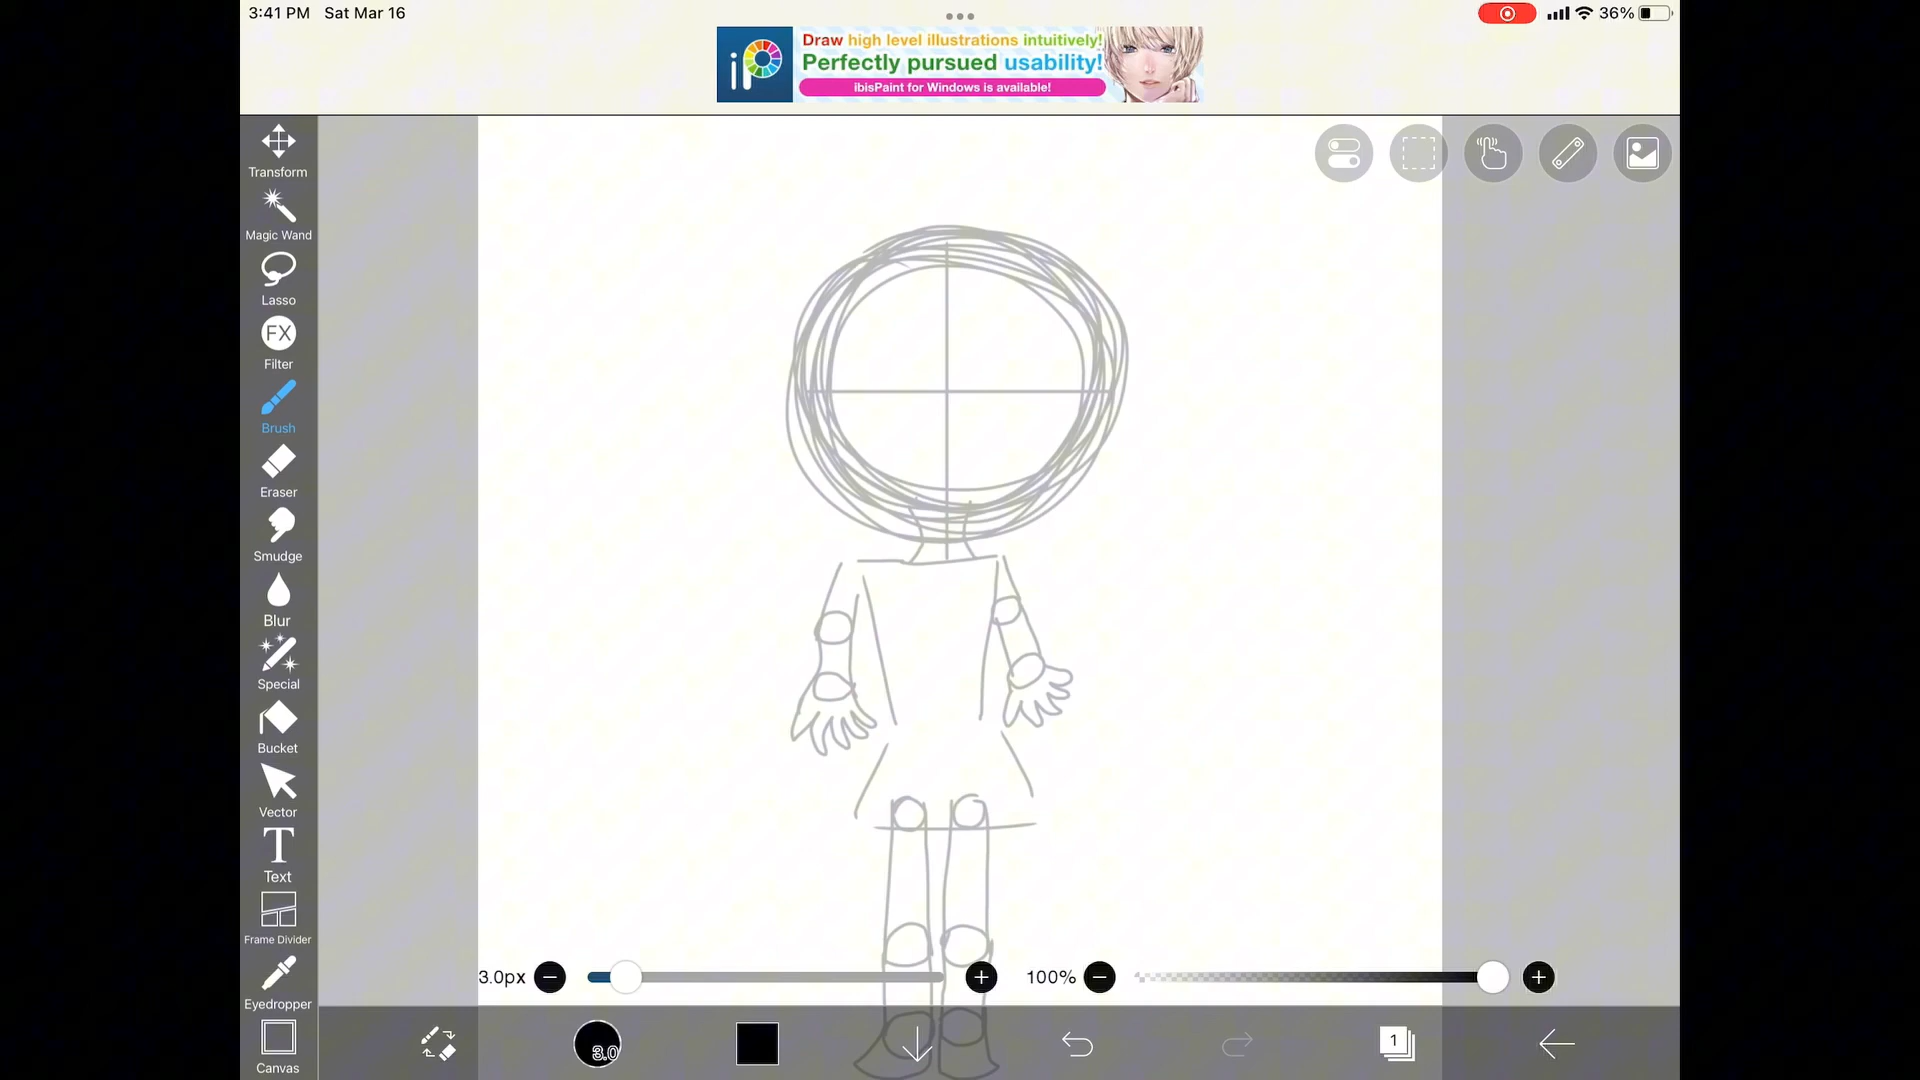 3:41 PM Sat Mar 16
36%
iP
Draw high level illustrations intuitively!
Perfectly pursued usability!
ibisPaint for Windows is available!
Transform
Magic Wand
Lasso
FX
Filter
Brush
Eraser
Smudge
Blur
Special
Bucket
Vector
T
Text
Frame Divider
Eyedropper
Canvas
3.0px
100%
3.0
1